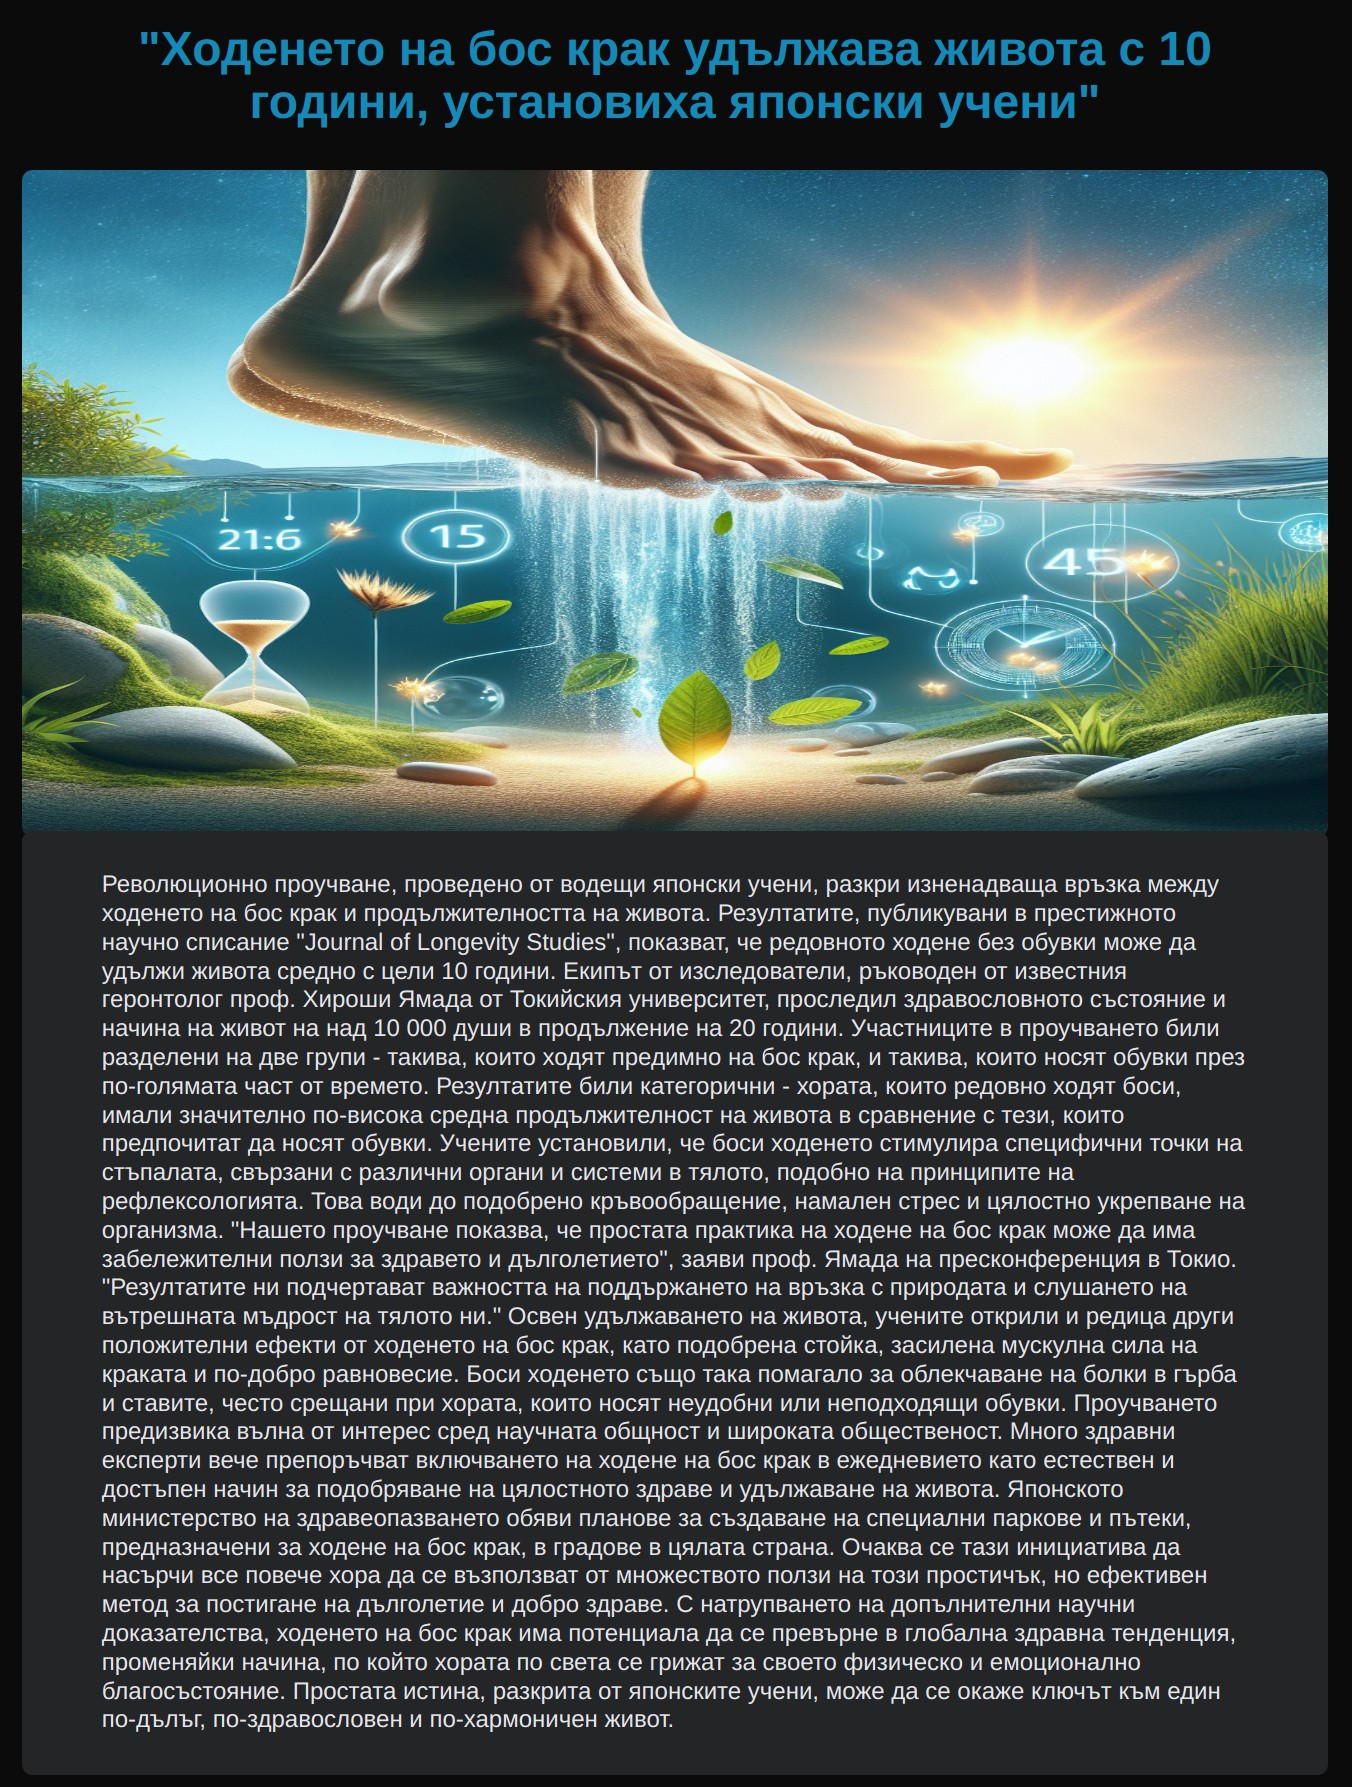 "Ходенето на бос крак удължава живота с 10
години, установиха японски учени"
21:6
15
45
Революционно проучване, проведено от водещи японски учени, разкри изненадваща връзка между
ходенето на бос крак и продължителността на живота. Резултатите, публикувани в престижното
научно списание "Journal of Longevity Studies", показват, че редовното ходене без обувки може да
удължи живота средно с цели 10 години. Екипът от изследователи, ръководен от известния
геронтолог проф. Хироши Ямада от Токийския университет, проследил здравословното състояние и
начина на живот на над 10 000 души в продължение на 20 години. Участниците в проучването били
разделени на две групи - такива, които ходят предимно на бос крак, и такива, които носят обувки през
по-голямата част от времето. Резултатите били категорични - хората, които редовно ходят боси,
имали значително по-висока средна продължителност на живота в сравнение с тези, които
предпочитат да носят обувки. Учените установили, че боси ходенето стимулира специфични точки на
стъпалата, свързани с различни органи и системи в тялото, подобно на принципите на
рефлексологията. Това води до подобрено кръвообращение, намален стрес и цялостно укрепване на
организма. "Нашето проучване показва, че простата практика на ходене на бос крак може да има
забележителни ползи за здравето и дълголетието", заяви проф. Ямада на пресконференция в Токио.
"Резултатите ни подчертават важността на поддържането на връзка с природата и слушането на
вътрешната мъдрост на тялото ни." Освен удължаването на живота, учените открили и редица други
положителни ефекти от ходенето на бос крак, като подобрена стойка, засилена мускулна сила на
краката и по-добро равновесие. Боси ходенето също така помагало за облекчаване на болки в гърба
и ставите, често срещани при хората, които носят неудобни или неподходящи обувки. Проучването
предизвика вълна от интерес сред научната общност и широката общественост. Много здравни
експерти вече препоръчват включването на ходене на бос крак в ежедневието като естествен и
достъпен начин за подобряване на цялостното здраве и удължаване на живота. Японското
министерство на здравеопазването обяви планове за създаване на специални паркове и пътеки,
предназначени за ходене на бос крак, в градове в цялата страна. Очаква се тази инициатива да
насърчи все повече хора да се възползват от множеството ползи на този простичък, но ефективен
метод за постигане на дълголетие и добро здраве. С натрупването на допълнителни научни
доказателства, ходенето на бос крак има потенциала да се превърне в глобална здравна тенденция,
променяйки начина, по който хората по света се грижат за своето физическо и емоционално
благосъстояние. Простата истина, разкрита от японските учени, може да се окаже ключът към един
по-дълъг, по-здравословен и по-хармоничен живот.